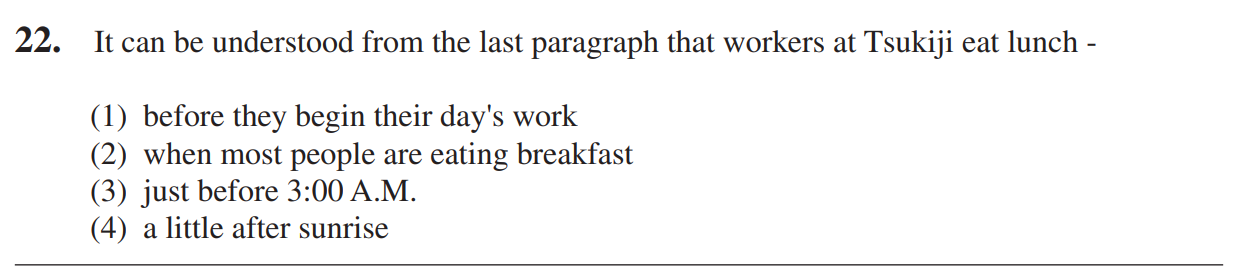 22. It can be understood from the last paragraph that workers at Tsukiji eat lunch -
(1) before they begin their day's work
(2) when most people are eating breakfast
(3) just before 3:00 A.M.
(4) a little after sunrise